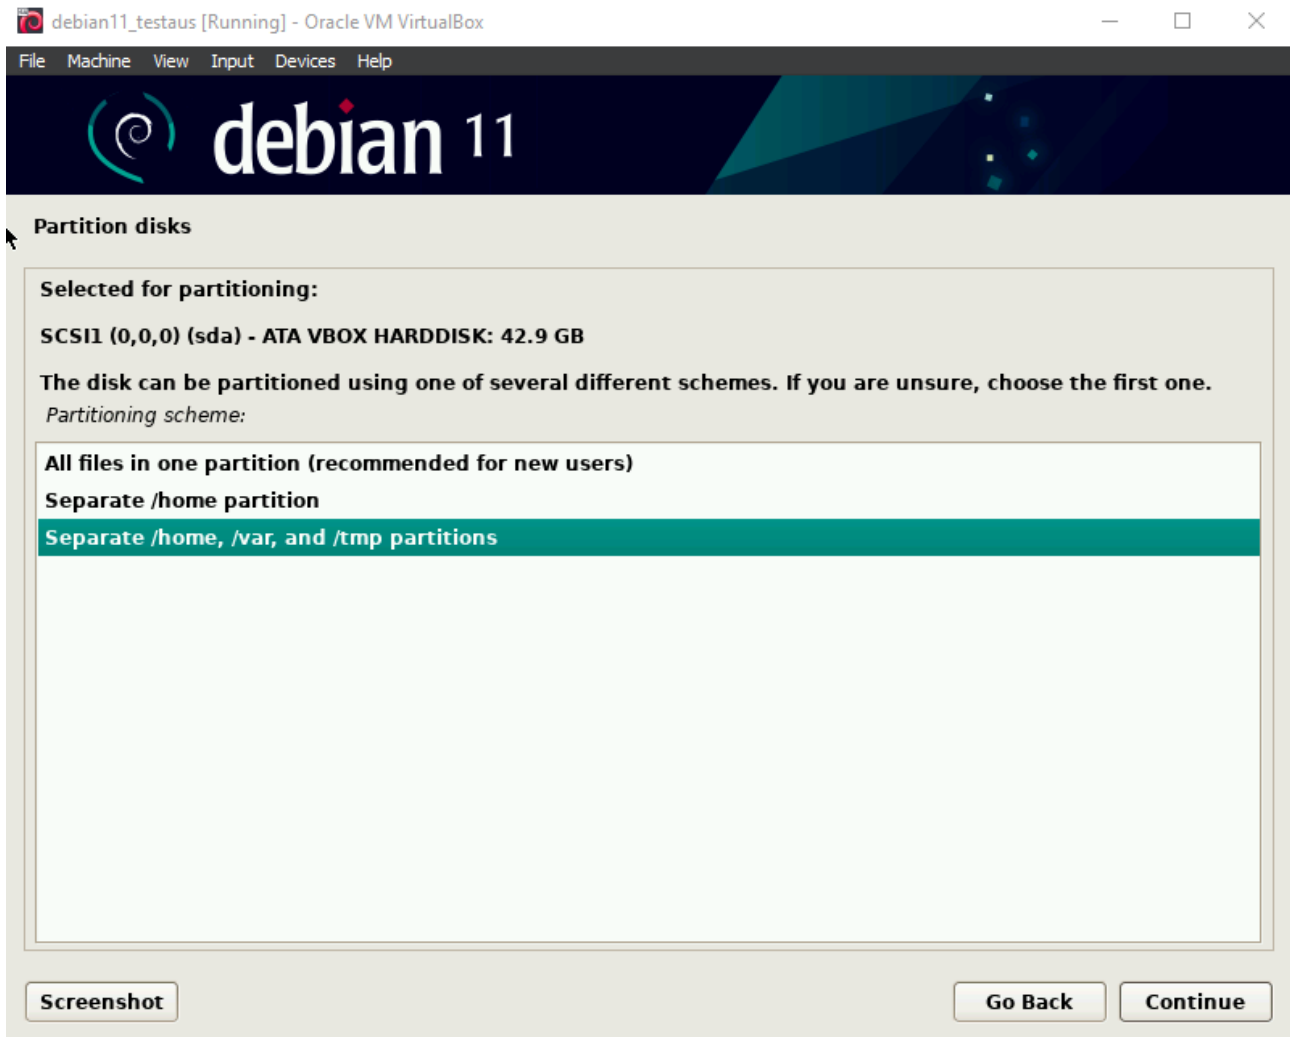 debian11_testaus [Running] - Oracle VM VirtualBox
File Machine View Input Devices Help
debian 11
Partition disks
Selected for partitioning:
SCSI1 (0,0,0) (sda) - ATA VBOX HARDDISK: 42.9 GB
The disk can be partitioned using one of several different schemes. If you are unsure, choose the first one.
Partitioning scheme:
All files in one partition (recommended for new users)
Separate /home partition
Separate /home, /var, and /tmp partitions
Screenshot
Go Back
Continue